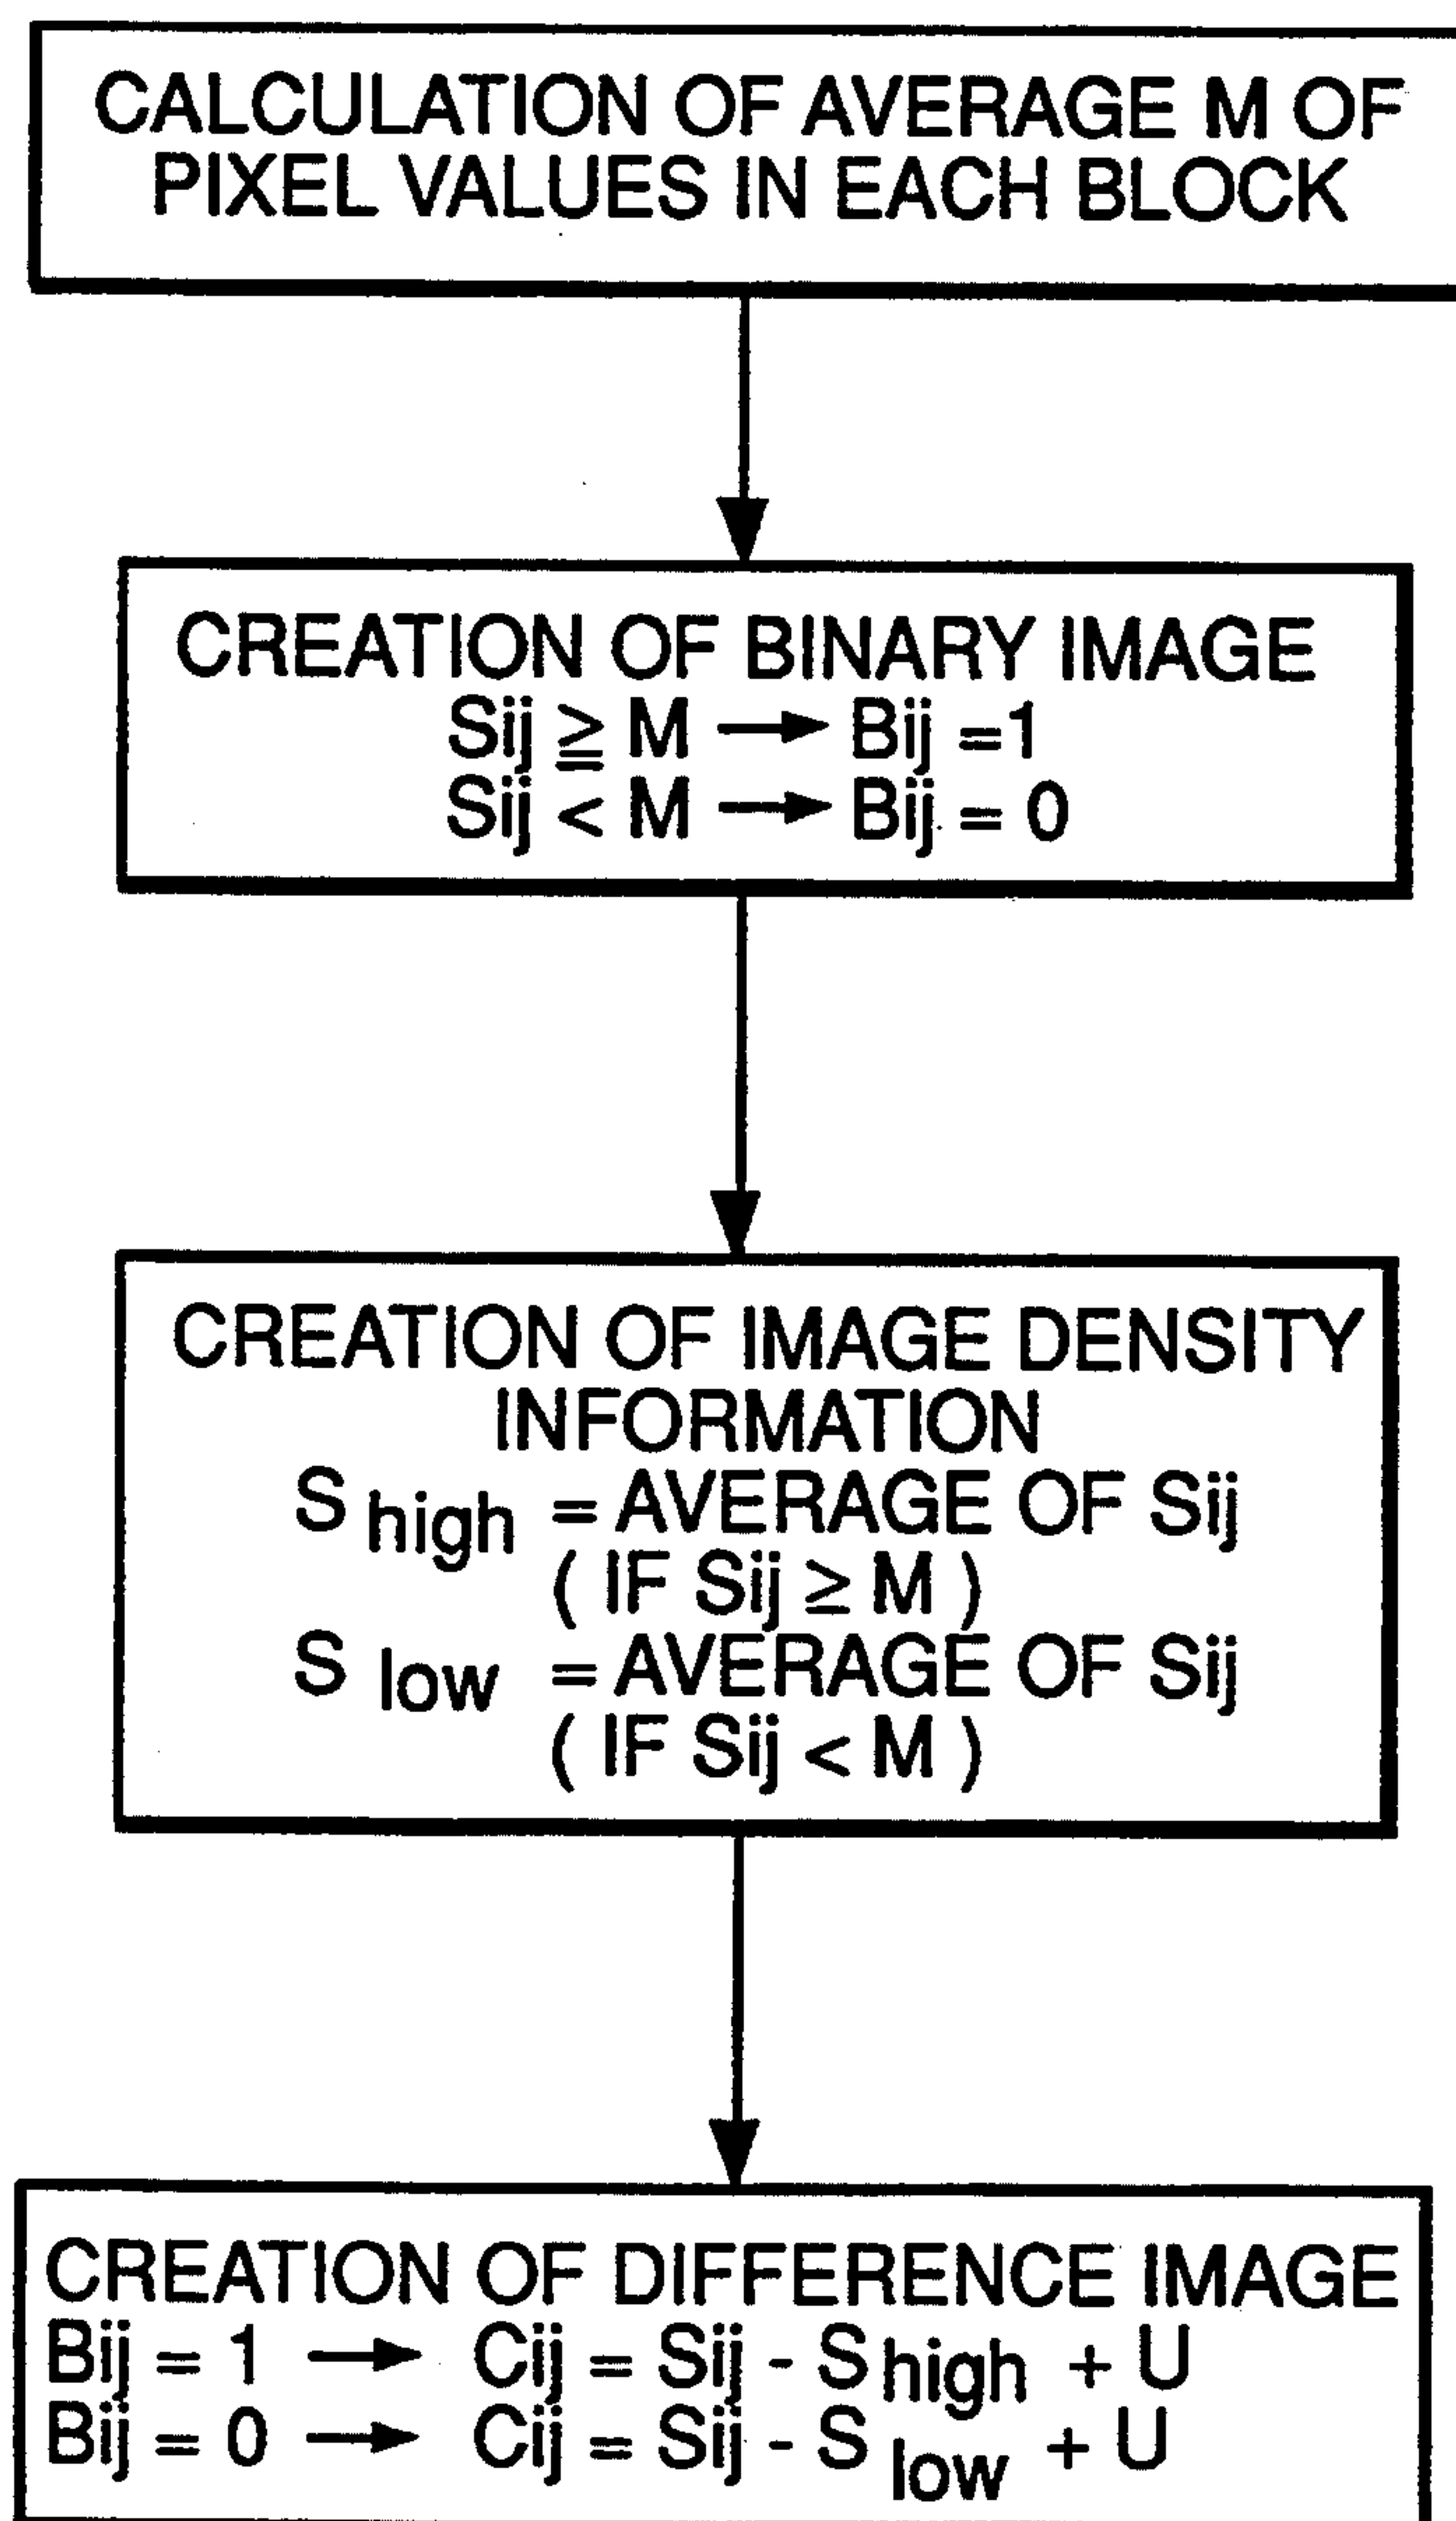 CALCULATION OF AVERAGE M OF
PIXEL VALUES IN EACH BLOCK
CREATION OF BINARY IMAGE
Sij ≧ M → Bij =1
Sij < M → Bij = 0
CREATION OF IMAGE DENSITY
INFORMATION
S high = AVERAGE OF Sij
( IF Sij ≥ M )
S low = AVERAGE OF Sij
( IF Sij < M )
CREATION OF DIFFERENCE IMAGE
Bij = 1 → Cij = Sij - S high + U
Bij = 0 → Cij = Sij - S low + U